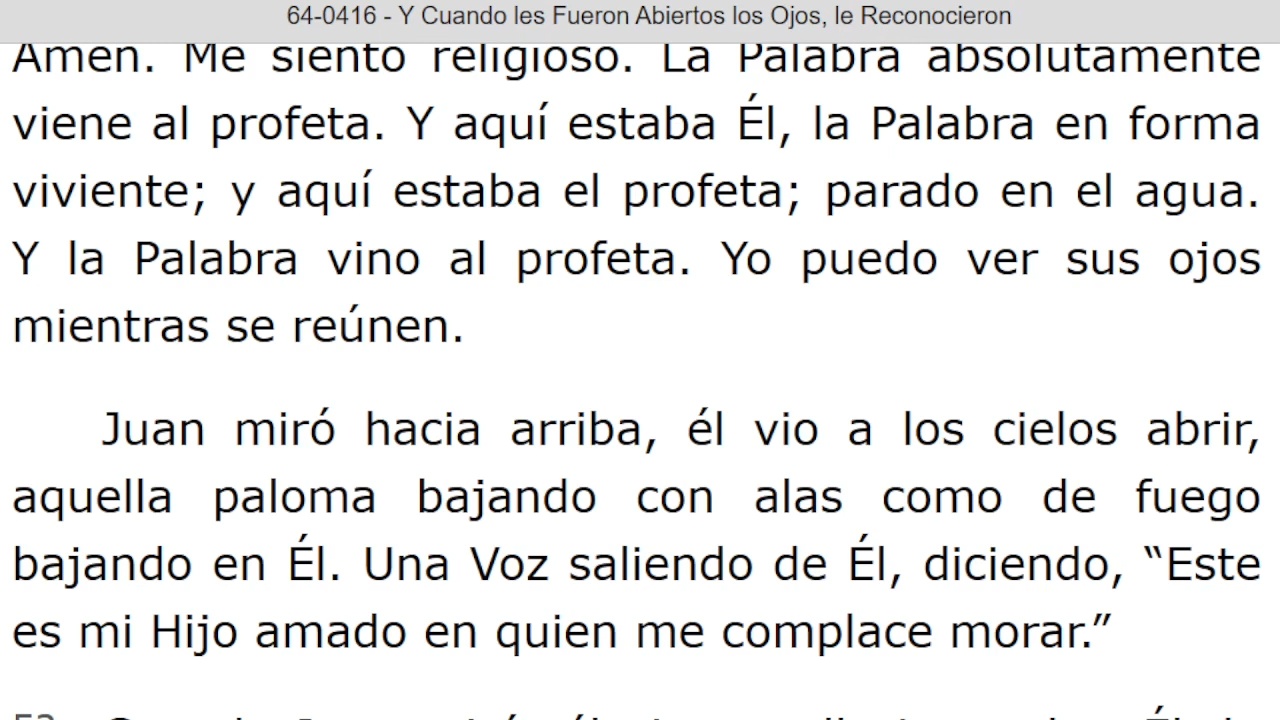 64-0416 - Y Cuando les Fueron Abiertos los Ojos, le Reconocieron
Amén. Me siento religioso. La Palabra absolutamente
viene al profeta. Y aquí estaba Él, la Palabra en forma
viviente; y aquí estaba el profeta; parado en el agua.
Y la Palabra vino al profeta. Yo puedo ver sus ojos
mientras se reúnen.
Juan miró hacia arriba, él vio a los cielos abrir,
aquella paloma bajando con alas como de fuego
bajando en Él. Una Voz saliendo de Él, diciendo, “Este
es mi Hijo amado en quien me complace morar.”